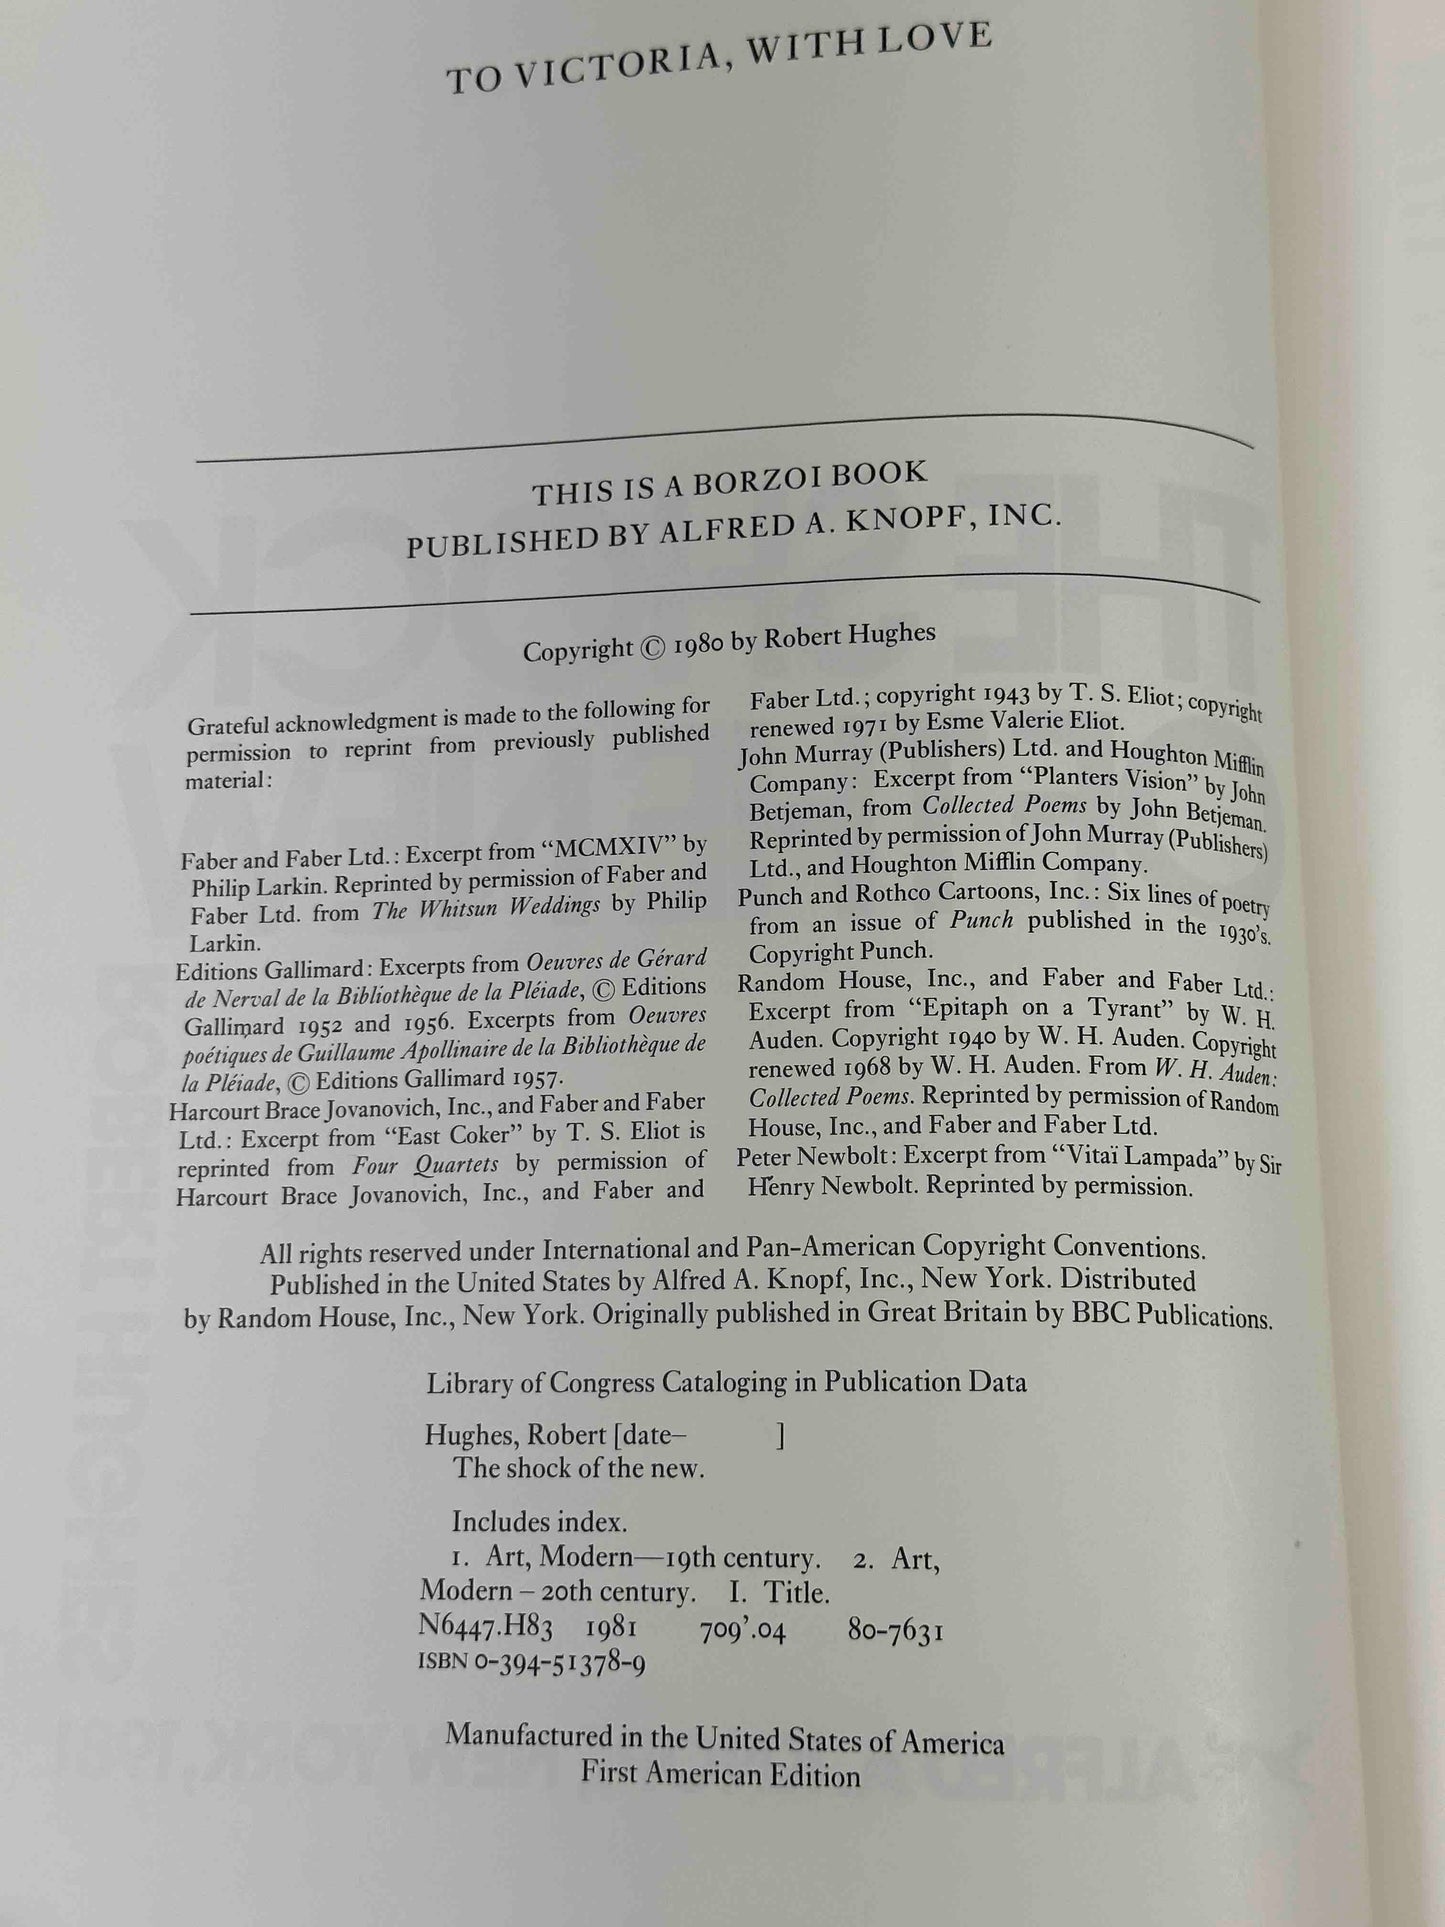 TO VICTORIA, WITH LOVE
THIS IS A BORZOI BOOK
PUBLISHED BY ALFRED A. KNOPF, INC.
Copyright © 1980 by Robert Hughes
Grateful acknowledgment is made to the following for
permission to reprint from previously published
material:
Faber and Faber Ltd.: Excerpt from “MCMXIV” by
Philip Larkin. Reprinted by permission of Faber and
Faber Ltd. from The Whitsun Weddings by Philip
Larkin.
Editions Gallimard: Excerpts from Oeuvres de Gérard
de Nerval de la Bibliothèque de la Pléiade, © Editions
Gallimard 1952 and 1956. Excerpts from Oeuvres
poétiques de Guillaume Apollinaire de la Bibliothèque de
la Pléiade, © Editions Gallimard 1957.
Harcourt Brace Jovanovich, Inc., and Faber and Faber
Ltd.: Excerpt from “East Coker” by T. S. Eliot is
reprinted from Four Quartets by permission of
Harcourt Brace Jovanovich, Inc., and Faber and
Faber Ltd.; copyright 1943 by T. S. Eliot; copyright
renewed 1971 by Esme Valerie Eliot.
John Murray (Publishers) Ltd. and Houghton Mifflin
Company: Excerpt from “Planters Vision” by John
Betjeman, from Collected Poems by John Betjeman.
Reprinted by permission of John Murray (Publishers)
Ltd., and Houghton Mifflin Company.
Punch and Rothco Cartoons, Inc.: Six lines of poetry
from an issue of Punch published in the 1930’s.
Copyright Punch.
Random House, Inc., and Faber and Faber Ltd.:
Excerpt from “Epitaph on a Tyrant” by W. H.
Auden. Copyright 1940 by W. H. Auden. Copyright
renewed 1968 by W. H. Auden. From W. H. Auden:
Collected Poems. Reprinted by permission of Random
House, Inc., and Faber and Faber Ltd.
Peter Newbolt: Excerpt from “Vitaï Lampada” by Sir
Henry Newbolt. Reprinted by permission.
All rights reserved under International and Pan-American Copyright Conventions.
Published in the United States by Alfred A. Knopf, Inc., New York. Distributed
by Random House, Inc., New York. Originally published in Great Britain by BBC Publications.
Library of Congress Cataloging in Publication Data
Hughes, Robert [date– ]
The shock of the new.
Includes index.
1. Art, Modern—19th century. 2. Art,
Modern – 20th century. I. Title.
N6447.H83 1981 709’.04 80-7631
ISBN 0-394-51378-9
Manufactured in the United States of America
First American Edition